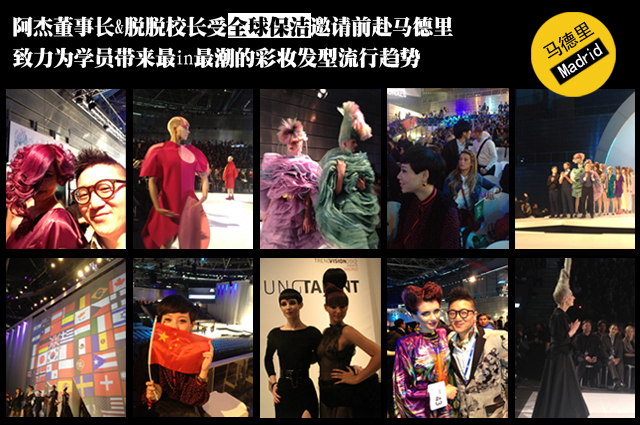 阿杰董事长&脱脱校长受全球保洁邀请前赴马德里
致力为学员带来最in最潮的彩妆发型流行趋势
马德里
Madrid
TRENDVISION
UNGTALENT